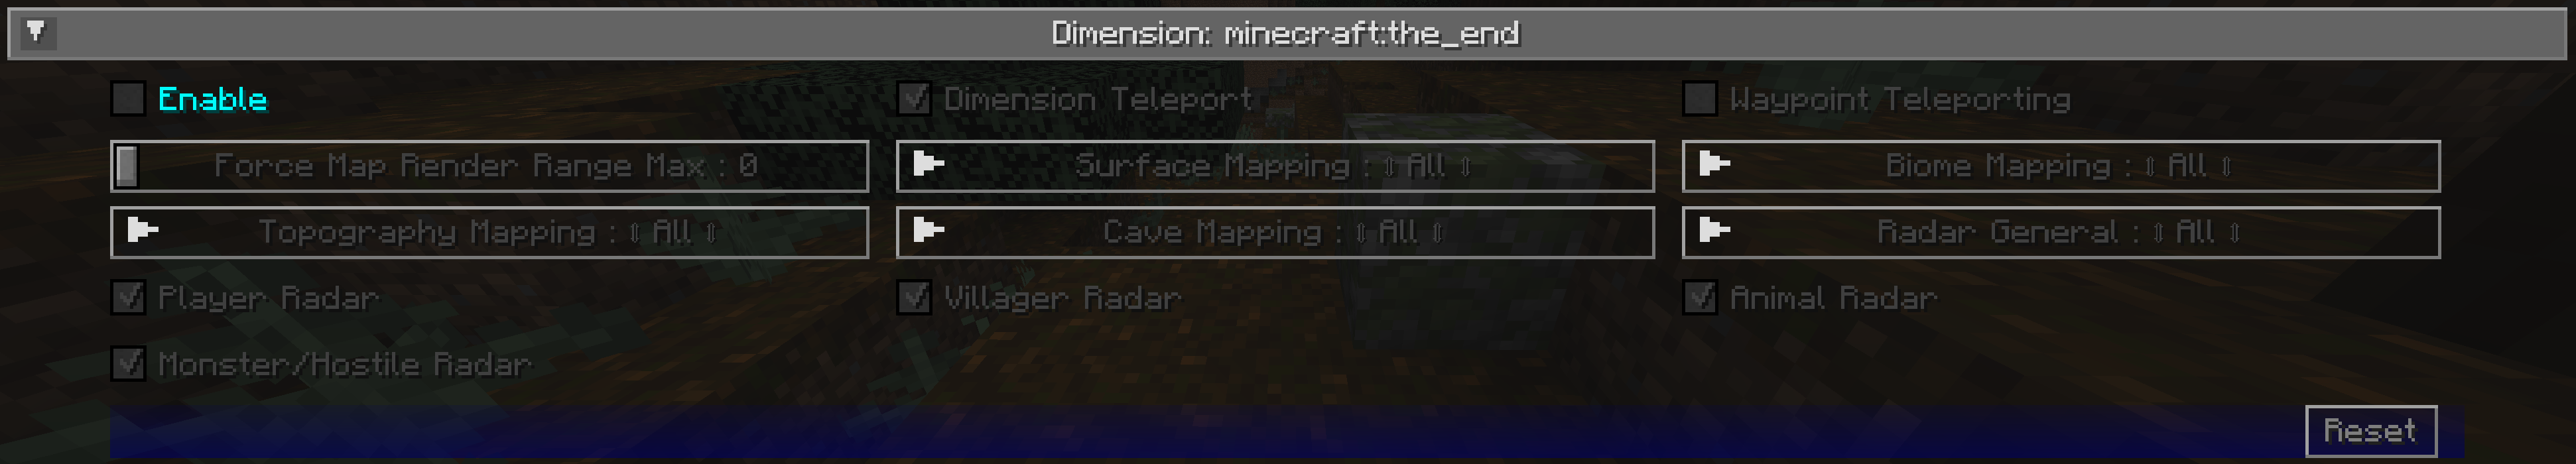 Dimension: minecraft:the_end
Enable Dimension Teleport Waypoint Teleporting
Force Map Render Range Max : 0 Surface Mapping : ⇕ All ⇕ Biome Mapping : ⇕ All ⇕
Topography Mapping : ⇕ All ⇕ Cave Mapping : ⇕ All ⇕ Radar General : ⇕ All ⇕
Player Radar Villager Radar Animal Radar
Monster/Hostile Radar
Reset